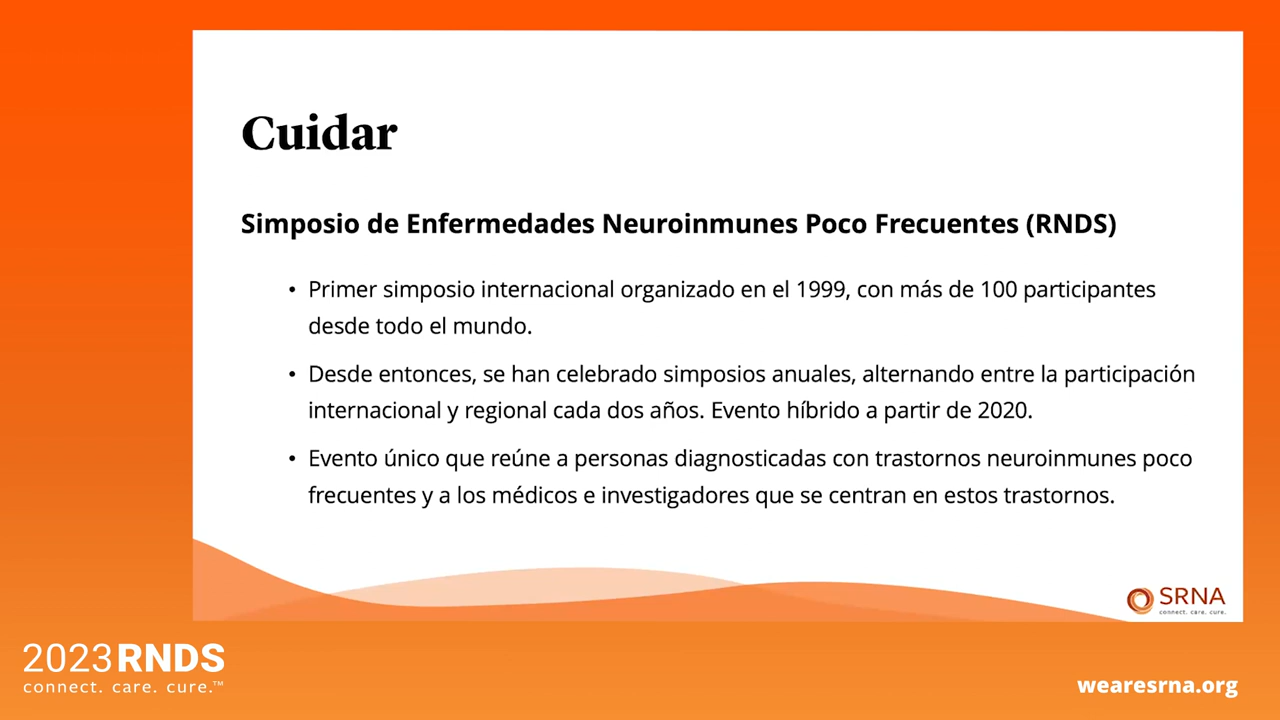 Cuidar
Simposio de Enfermedades Neuroinmunes Poco Frecuentes (RNDS)
• Primer simposio internacional organizado en el 1999, con más de 100 participantes
desde todo el mundo.
• Desde entonces, se han celebrado simposios anuales, alternando entre la participación
internacional y regional cada dos años. Evento híbrido a partir de 2020.
• Evento único que reúne a personas diagnosticadas con trastornos neuroinmunes poco
frecuentes y a los médicos e investigadores que se centran en estos trastornos.
SRNA
connect. care. cure.
2023RNDS
connect. care. cure.™
wearesrna.org